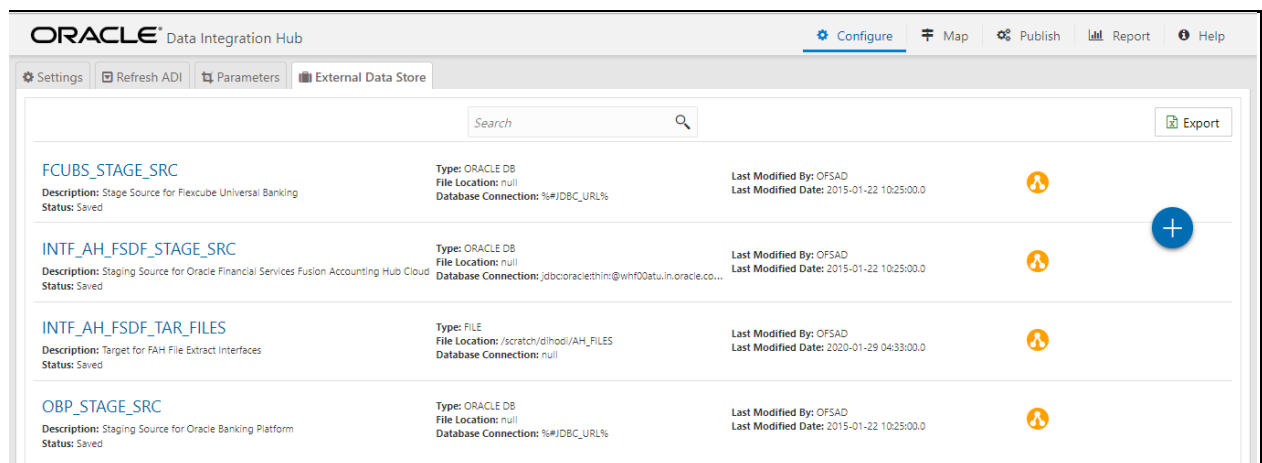 ORACLE® Data Integration Hub
Configure Map Publish Report Help
Settings Refresh ADI Parameters External Data Store
Search
Export
FCUBS_STAGE_SRC
Description: Stage Source for Flexcube Universal Banking
Status: Saved
Type: ORACLE DB
File Location: null
Database Connection: %#JDBC_URL%
Last Modified By: OFSAD
Last Modified Date: 2015-01-22 10:25:00.0
INTF_AH_FSDF_STAGE_SRC
Description: Staging Source for Oracle Financial Services Fusion Accounting Hub Cloud
Status: Saved
Type: ORACLE DB
File Location: null
Database Connection: jdbc:oracle:thin:@whf00atu.in.oracle.co...
Last Modified By: OFSAD
Last Modified Date: 2015-01-22 10:25:00.0
INTF_AH_FSDF_TAR_FILES
Description: Target for FAH File Extract Interfaces
Status: Saved
Type: FILE
File Location: /scratch/dihodi/AH_FILES
Database Connection: null
Last Modified By: OFSAD
Last Modified Date: 2020-01-29 04:33:00.0
OBP_STAGE_SRC
Description: Staging Source for Oracle Banking Platform
Status: Saved
Type: ORACLE DB
File Location: null
Database Connection: %#JDBC_URL%
Last Modified By: OFSAD
Last Modified Date: 2015-01-22 10:25:00.0